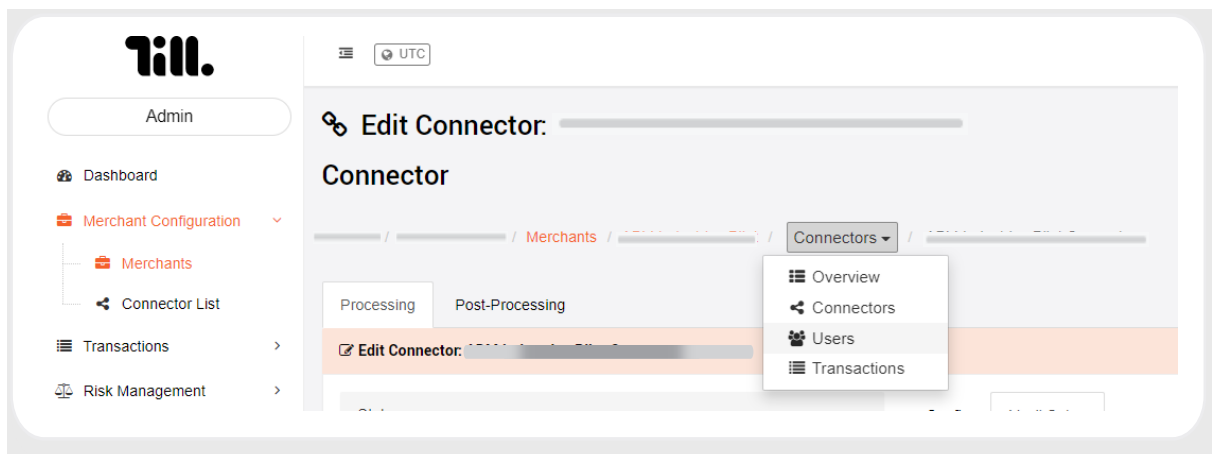 Till.
UTC
Admin
Edit Connector:
Connector
Dashboard
Merchant Configuration
Merchants
Connector List
Transactions
Risk Management
/ / Merchants / / Connectors /
Overview
Connectors
Users
Transactions
Processing Post-Processing
Edit Connector: